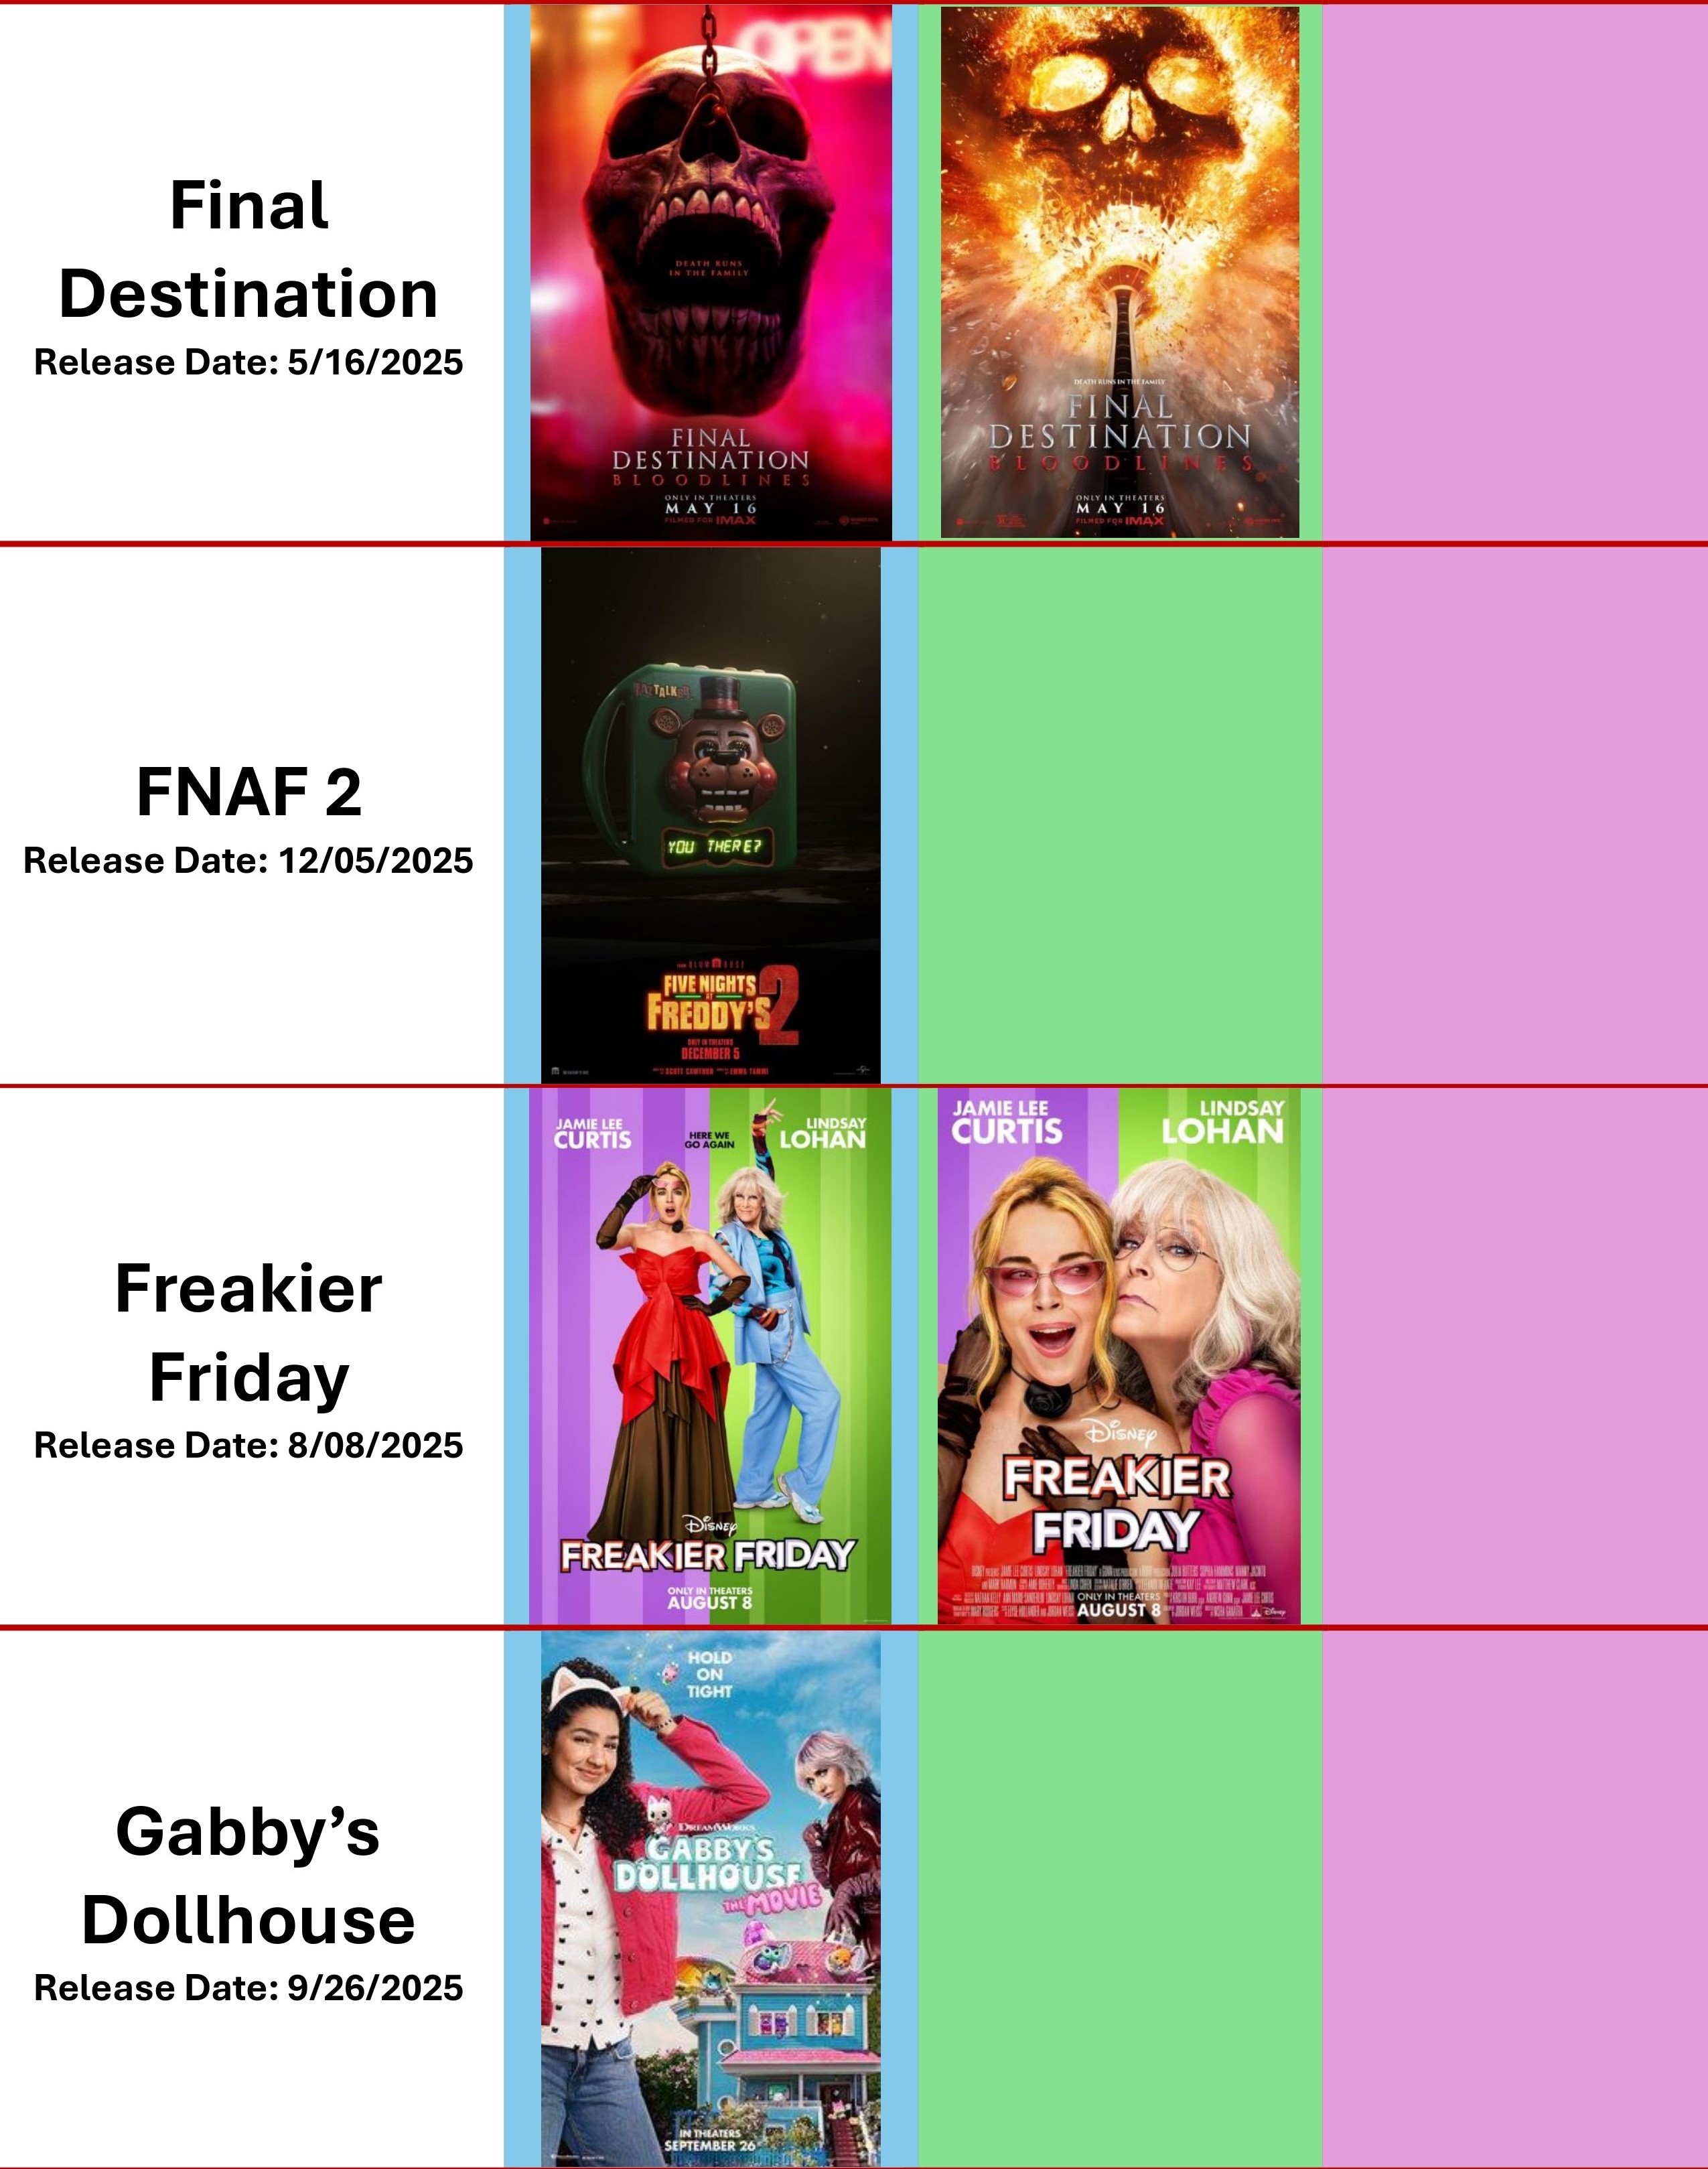 Final
Destination
Release Date: 5/16/2025
OPEN
DEATH RUNS
IN THE FAMILY
FINAL
DESTINATION
BLOODLINES
ONLY IN THEATERS
MAY 16
FILMED FOR IMAX
DEATH RUNS IN THE FAMILY
FINAL
DESTINATION
BLOODLINES
ONLY IN THEATERS
MAY 16
FILMED FOR IMAX
FNAF 2
Release Date: 12/05/2025
TALK
YOU THERE?
FIVE NIGHTS
AT
FREDDY'S 2
ONLY IN THEATERS
DECEMBER 5
SCOTT CAWTHON EMMA TAMMI
Freakier
Friday
Release Date: 8/08/2025
JAMIE LEE
CURTIS
HERE WE
GO AGAIN
LINDSAY
LOHAN
Disney
FREAKIER FRIDAY
ONLY IN THEATERS
AUGUST 8
JAMIE LEE
CURTIS
LINDSAY
LOHAN
Disney
FREAKIER
FRIDAY
ONLY IN THEATERS
AUGUST 8
Disney
Gabby's
Dollhouse
Release Date: 9/26/2025
HOLD
ON
TIGHT
DREAMWORKS
GABBY'S
DOLLHOUSE
THE MOVIE
IN THEATERS
SEPTEMBER 26